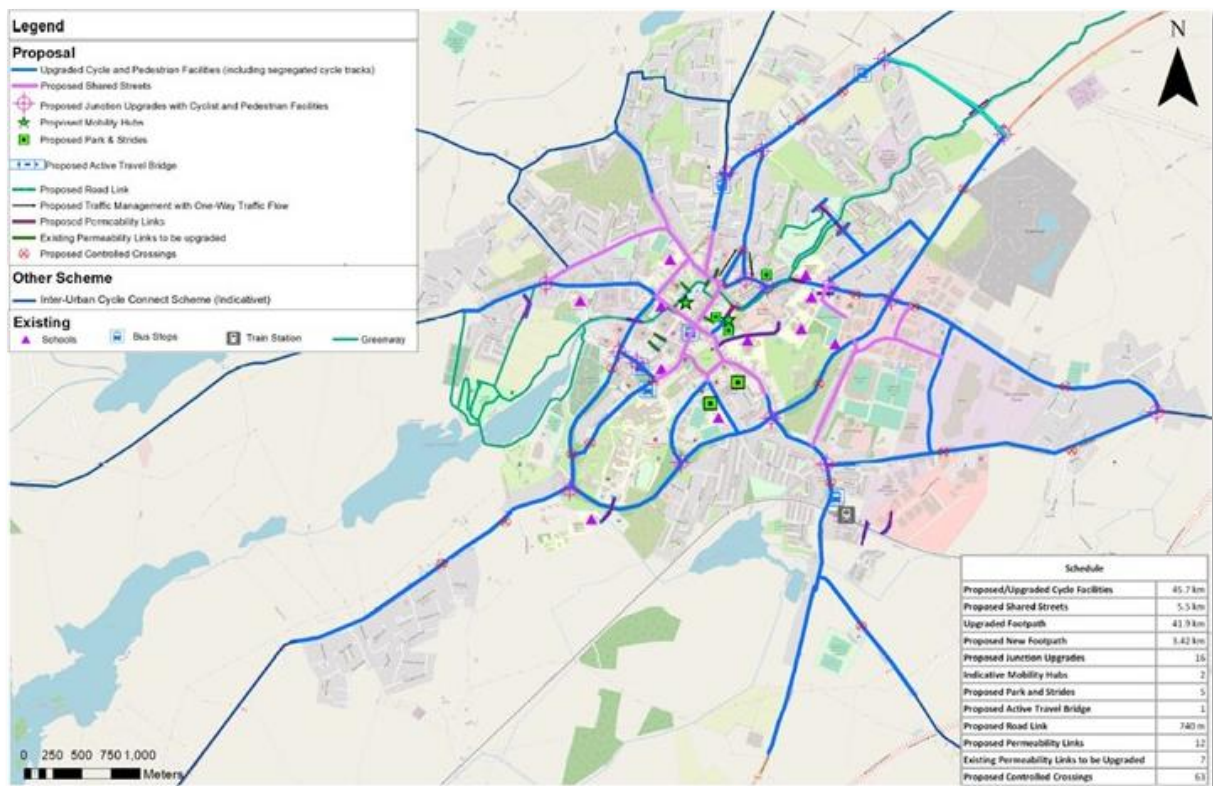 Legend
Proposal
Upgraded Cycle and Pedestrian Facilities (including segregated cycle tracks)
Proposed Shared Streets
Proposed Junction Upgrades with Cyclist and Pedestrian Facilities
Proposed Mobility Hubs
Proposed Park & Strides
Proposed Active Travel Bridge
Proposed Road Link
Proposed Traffic Management with One-Way Traffic Flow
Proposed Permeability Links
Existing Permeability Links to be upgraded
Proposed Controlled Crossings
Other Scheme
Inter-Urban Cycle Connect Scheme (Indicativet)
Existing
Schools Bus Stops Train Station Greenway
N
Schedule
Proposed/Upgraded Cycle Facilities 45.7 km
Proposed Shared Streets 5.5 km
Upgraded Footpath 41.9 km
Proposed New Footpath 3.42 km
Proposed Junction Upgrades 16
Indicative Mobility Hubs 2
Proposed Park and Strides 5
Proposed Active Travel Bridge 1
Proposed Road Link 740 m
Proposed Permeability Links 12
Existing Permeability Links to be Upgraded 7
Proposed Controlled Crossings 63
0 250 500 750 1,000
Meters